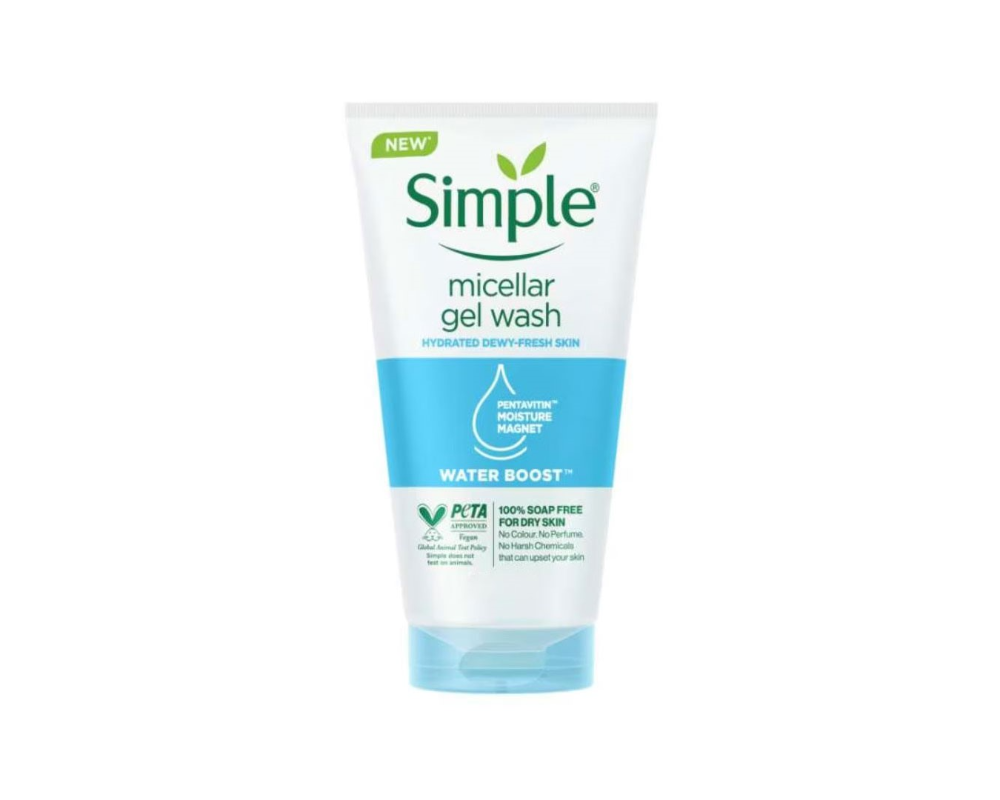 NEW*
Simple®
micellar
gel wash
HYDRATED DEWY-FRESH SKIN
PENTAVITIN™
MOISTURE
MAGNET
WATER BOOST™
PETA
APPROVED
Vegan
Global Animal Test Policy
Simple does not
test on animals.
100% SOAP FREE
FOR DRY SKIN
No Colour. No Perfume.
No Harsh Chemicals
that can upset your skin